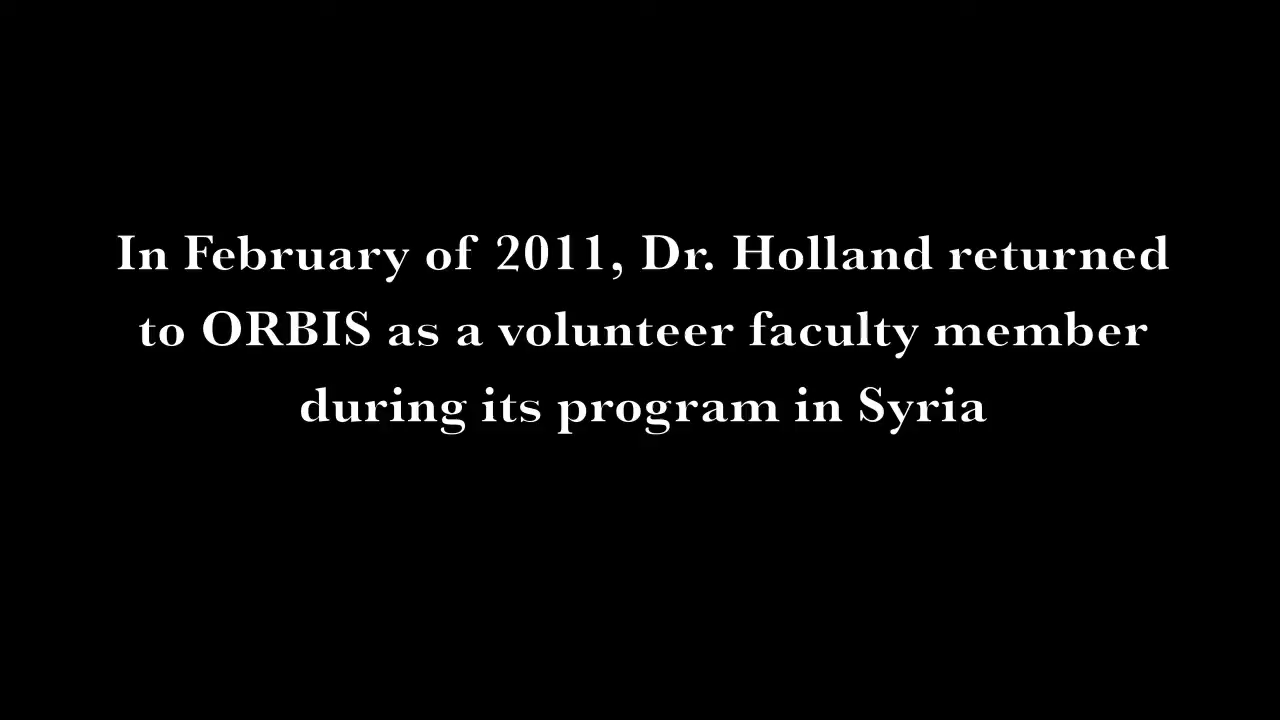 In February of 2011, Dr. Holland returned
to ORBIS as a volunteer faculty member
during its program in Syria